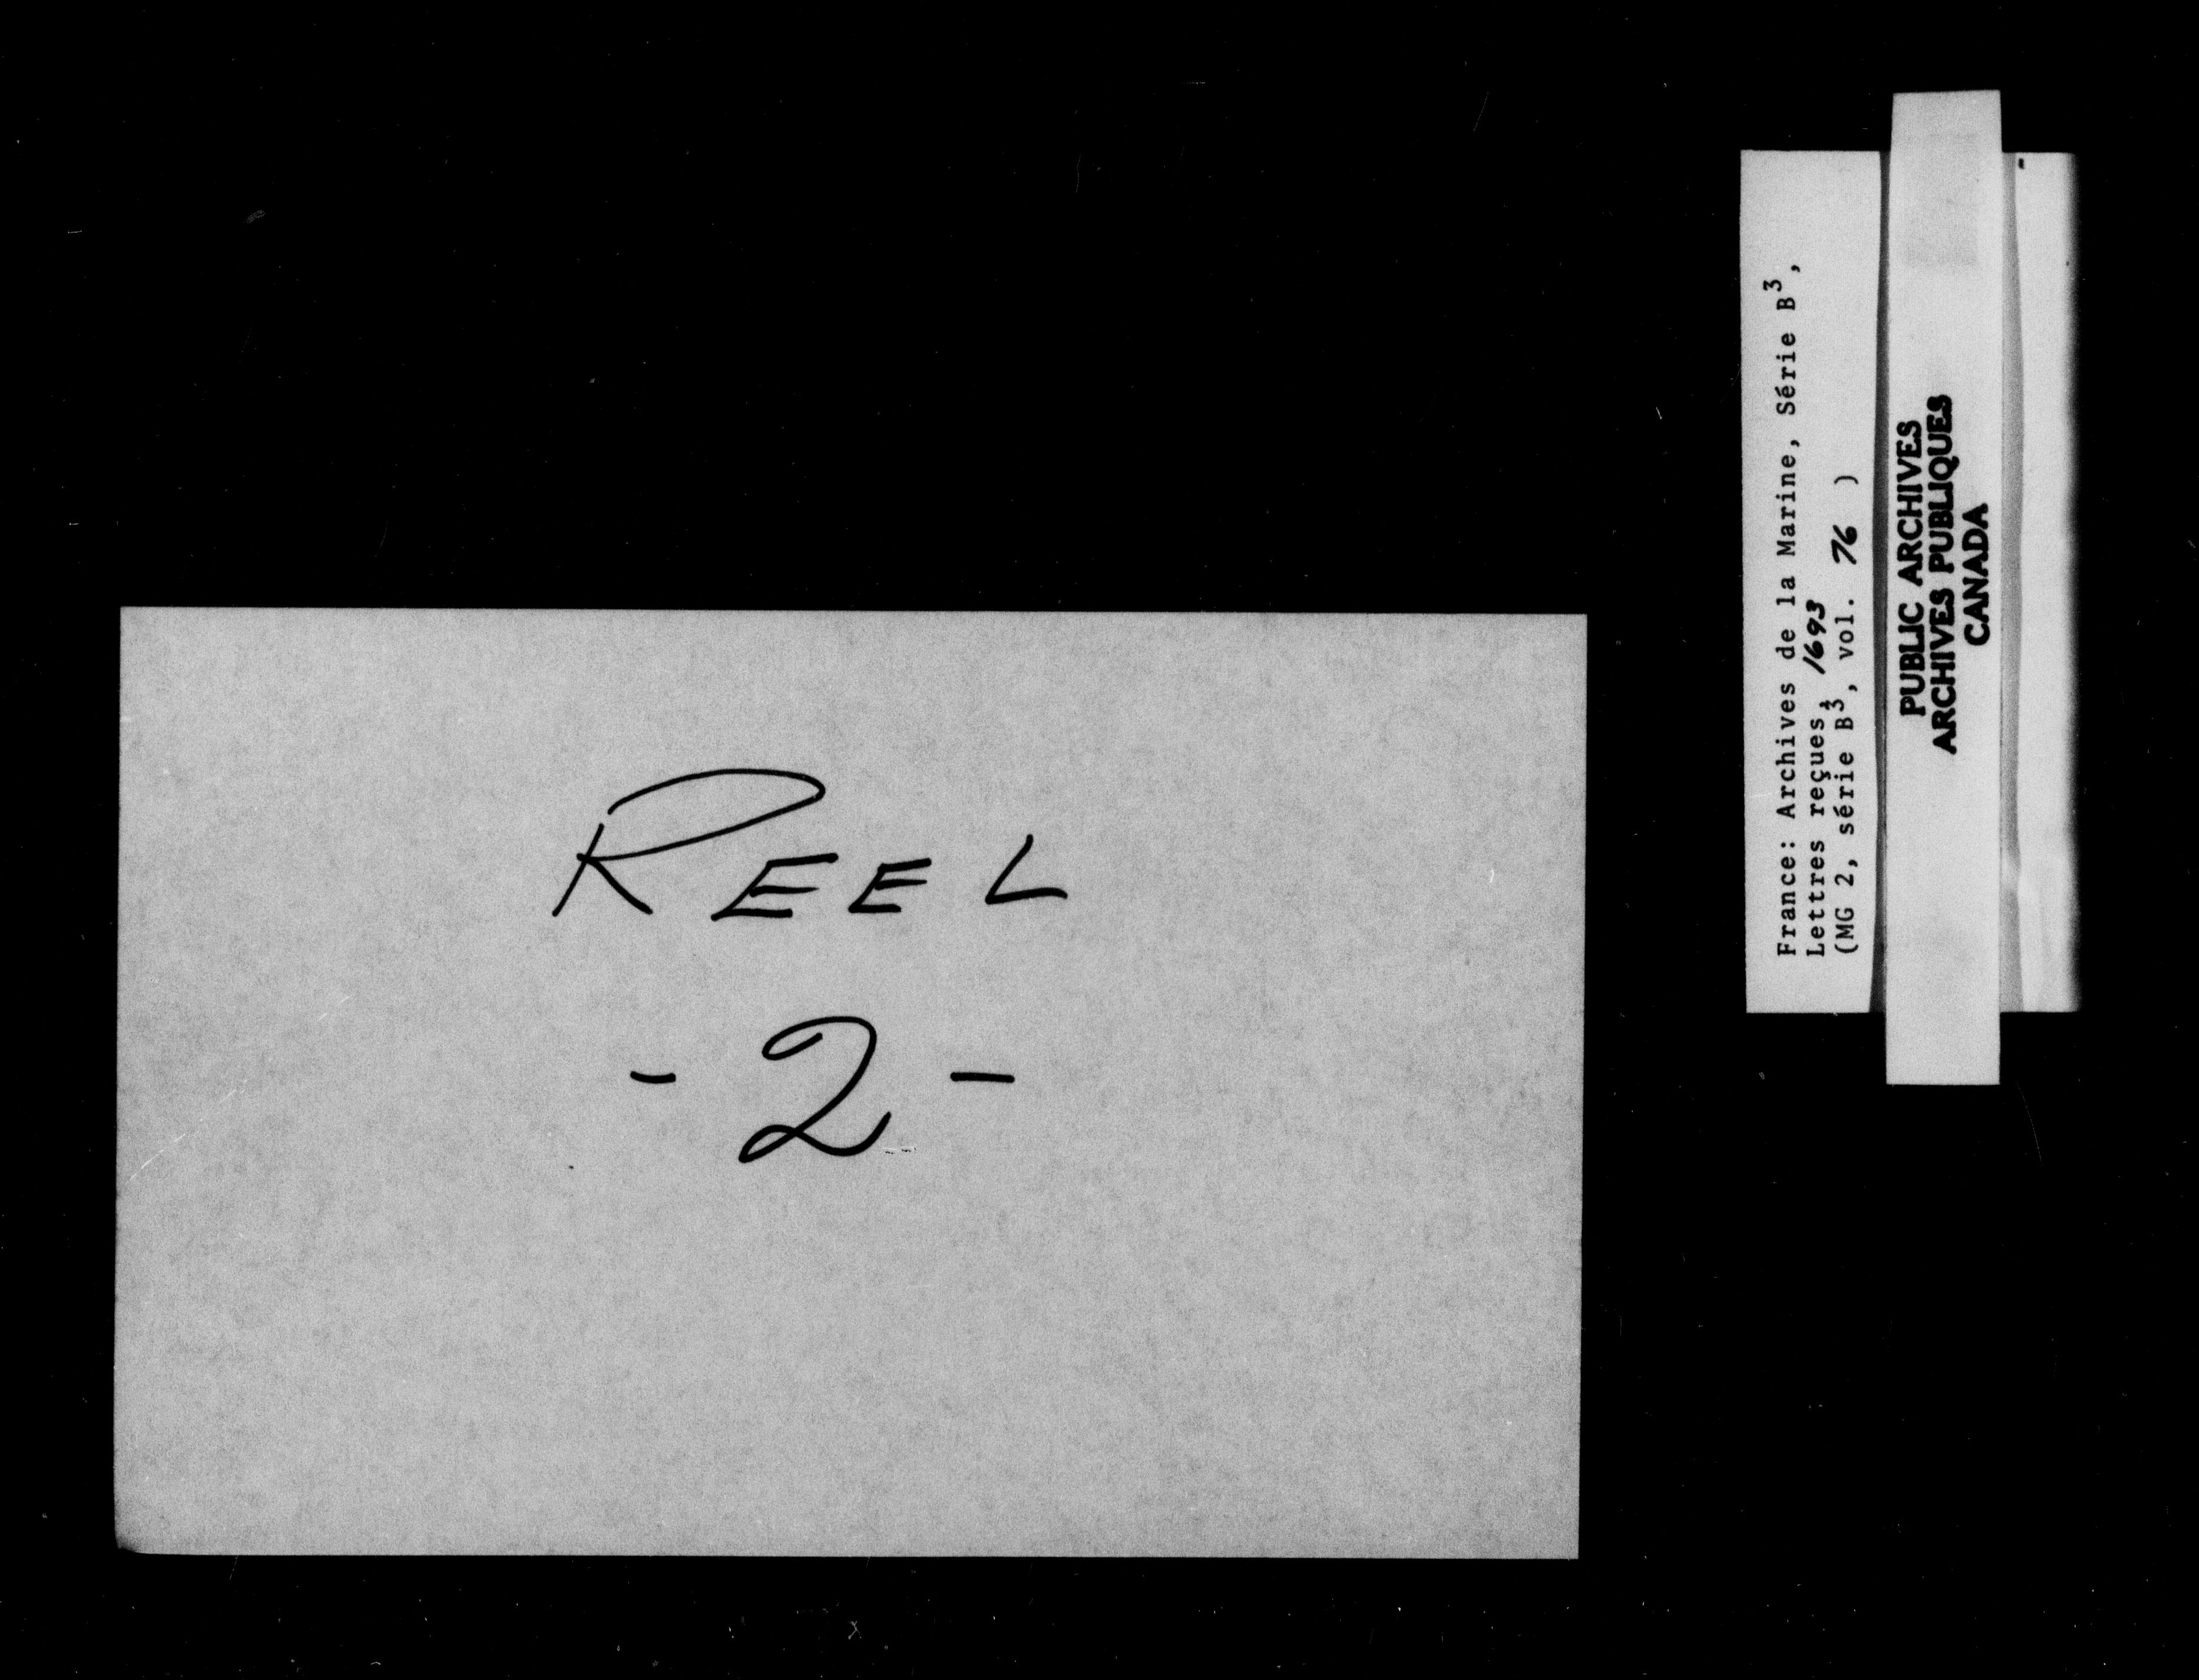 REEL
- 2 -
France: Archives de la Marine, Série B³,
Lettres reçues, 1693
(MG 2, série B³, vol. 76 )
PUBLIC ARCHIVES
ARCHIVES PUBLIQUES
CANADA